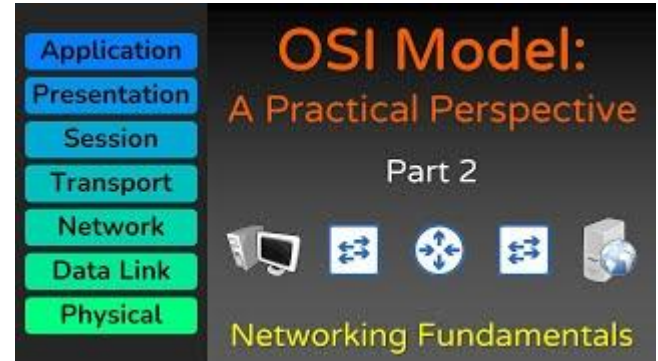 Application
Presentation
Session
Transport
Network
Data Link
Physical
OSI Model:
A Practical Perspective
Part 2
Networking Fundamentals